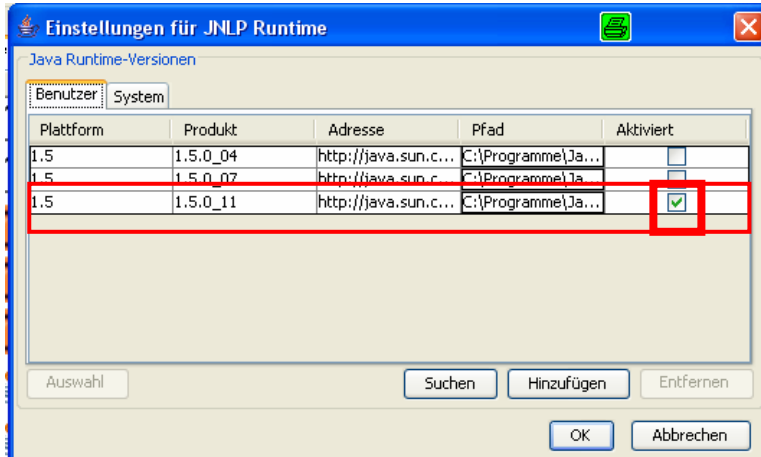 Einstellungen für JNLP Runtime
Java Runtime-Versionen
Benutzer System
Plattform Produkt Adresse Pfad Aktiviert
1.5 1.5.0_04 http://java.sun.c... C:\Programme\Ja...
1.5 1.5.0_07 http://java.sun.c... C:\Programme\Ja...
1.5 1.5.0_11 http://java.sun.c... C:\Programme\Ja...
Auswahl Suchen Hinzufügen Entfernen
OK Abbrechen